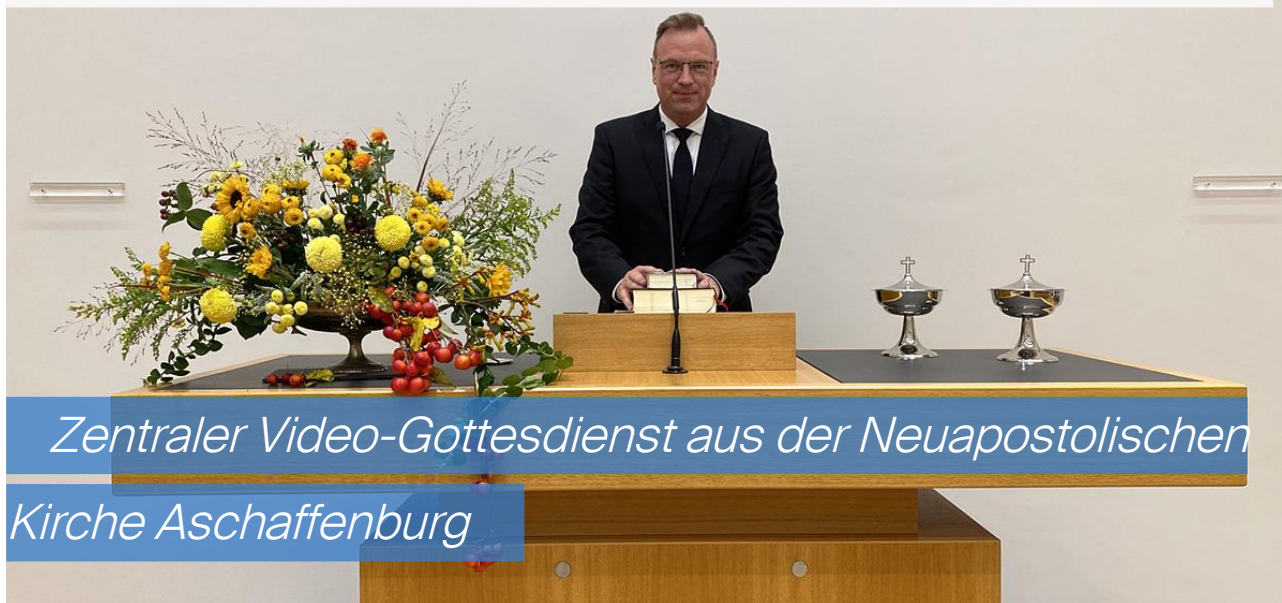 Zentraler Video-Gottesdienst aus der Neuapostolischen
Kirche Aschaffenburg